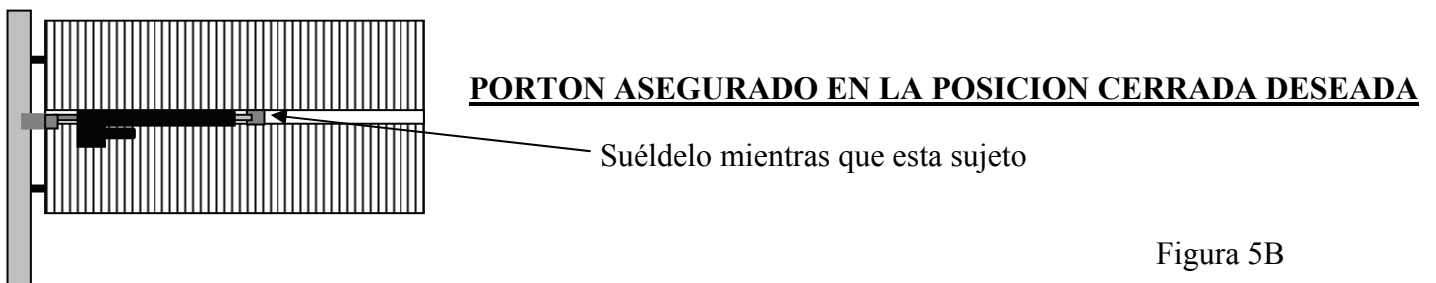 PORTON ASEGURADO EN LA POSICION CERRADA DESEADA
Suéldelo mientras que esta sujeto
Figura 5B